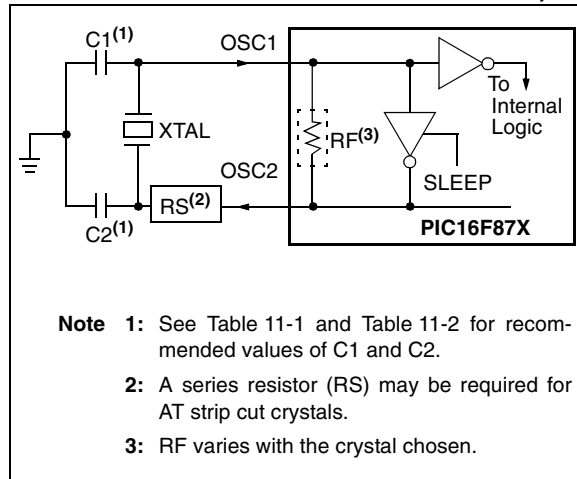 C1(1)
OSC1
To
Internal
Logic
XTAL
RF(3)
OSC2
SLEEP
RS(2)
C2(1)
PIC16F87X
Note 1: See Table 11-1 and Table 11-2 for recom-
mended values of C1 and C2.
2: A series resistor (RS) may be required for
AT strip cut crystals.
3: RF varies with the crystal chosen.